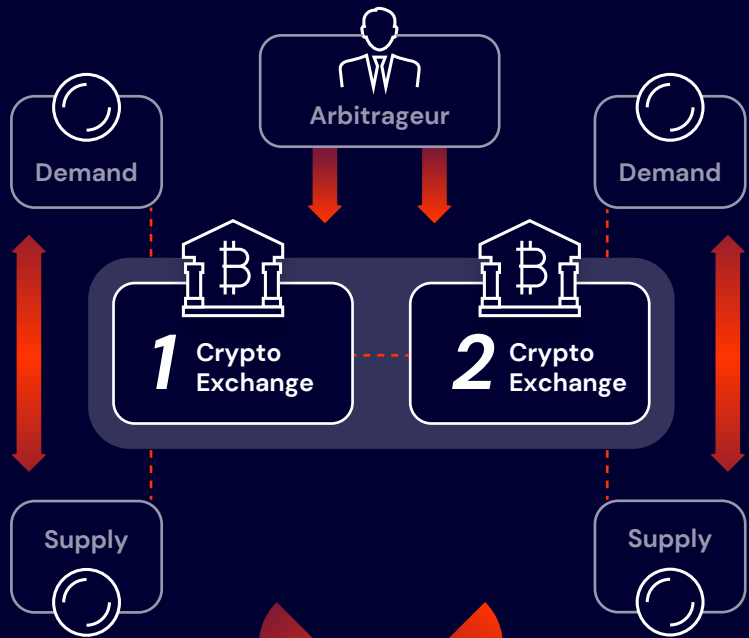 Arbitrageur
Demand
Demand
1
Crypto
Exchange
2
Crypto
Exchange
Supply
Supply